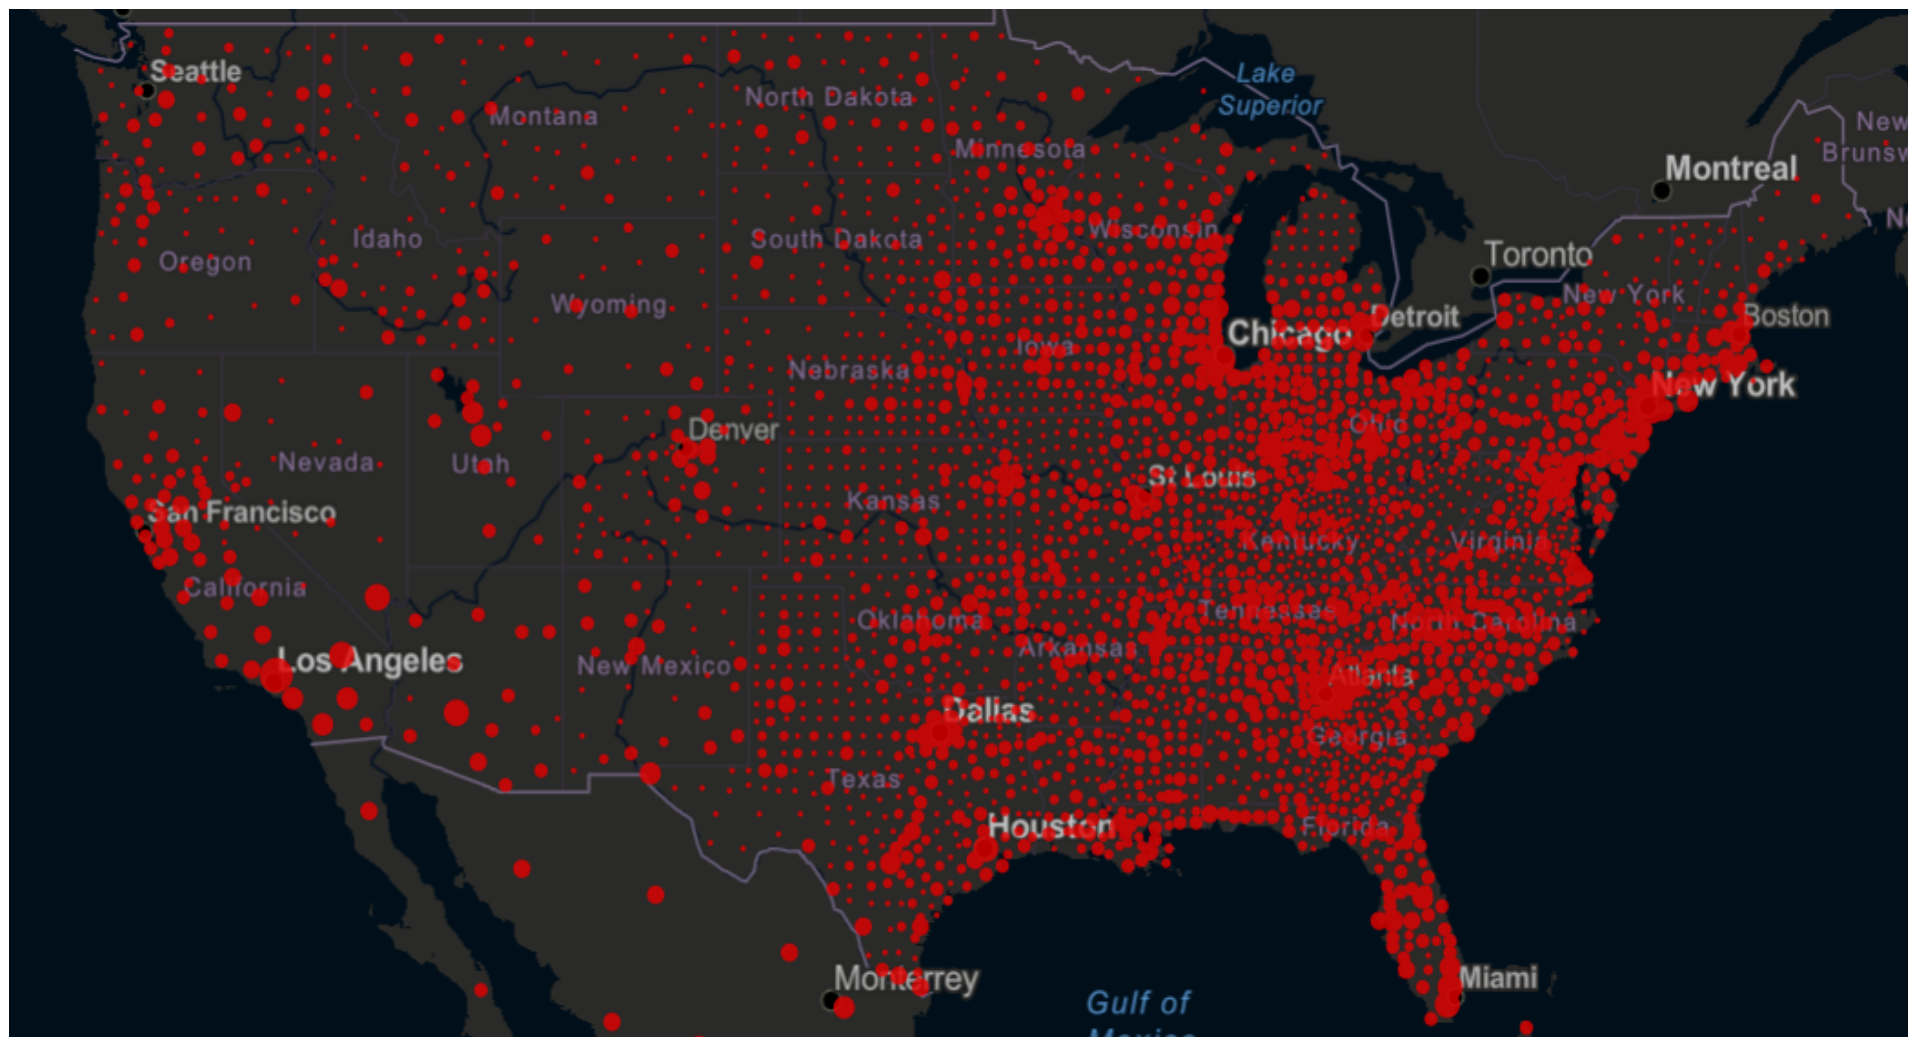 Seattle
Montana
North Dakota
Lake
Superior
Minnesota
Montreal
New
Brunsw
Oregon
Idaho
South Dakota
Wisconsin
Toronto
Wyoming
New York
Detroit
Boston
Chicago
Iowa
Nebraska
New York
Denver
Ohio
Nevada
Utah
St Louis
Kansas
San Francisco
Kentucky
Virginia
California
Oklahoma
Tennessee
North Carolina
Arkansas
Los Angeles
New Mexico
Atlanta
Dallas
Georgia
Texas
Houston
Florida
Monterrey
Miami
Gulf of